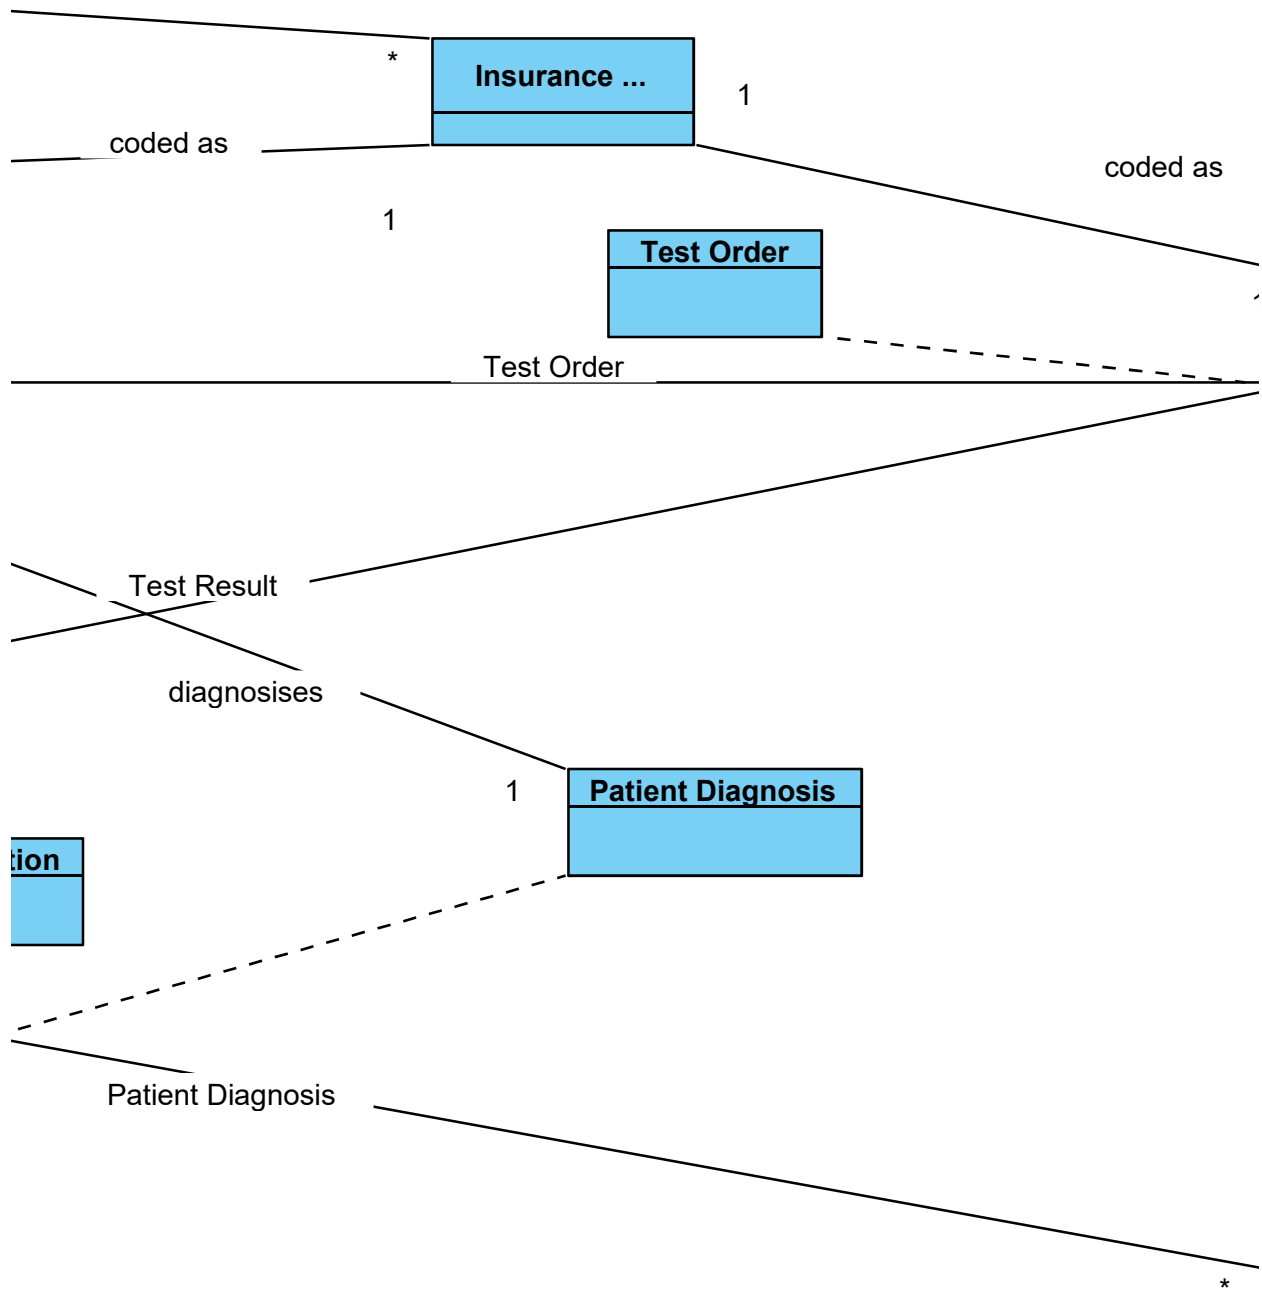 *
Insurance ...
1
coded as
coded as
1
Test Order
Test Order
Test Result
diagnosises
1
Patient Diagnosis
tion
Patient Diagnosis
*